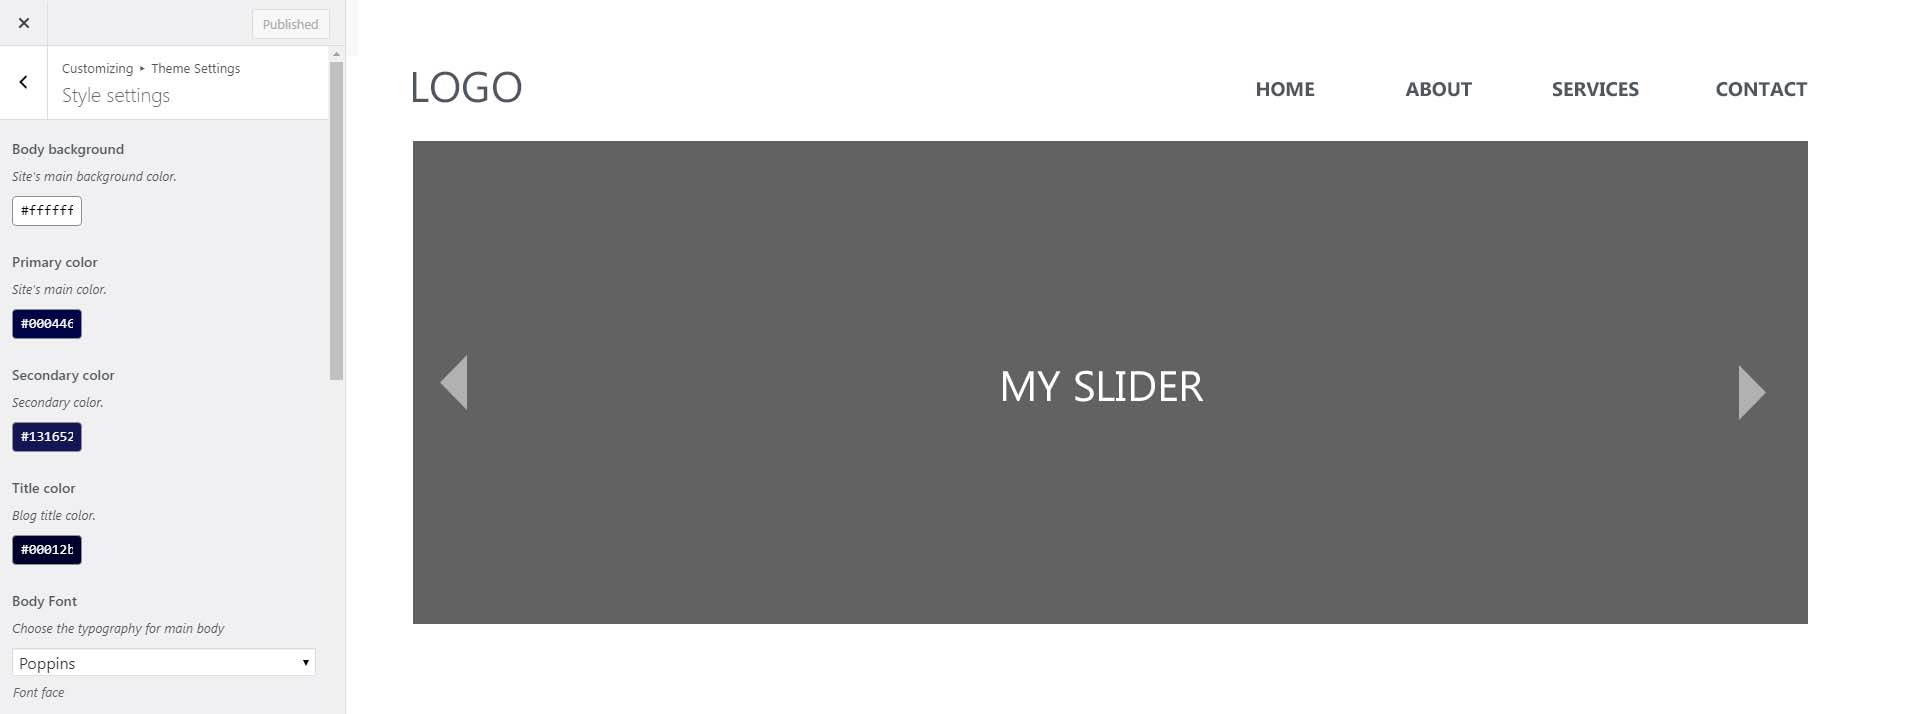 Published
Customizing ▸ Theme Settings
Style settings
Body background
Site's main background color.
#ffffff
Primary color
Site's main color.
#000446
Secondary color
Secondary color.
#131652
Title color
Blog title color.
#00012b
Body Font
Choose the typography for main body
Poppins
Font face
LOGO
HOME ABOUT SERVICES CONTACT
MY SLIDER